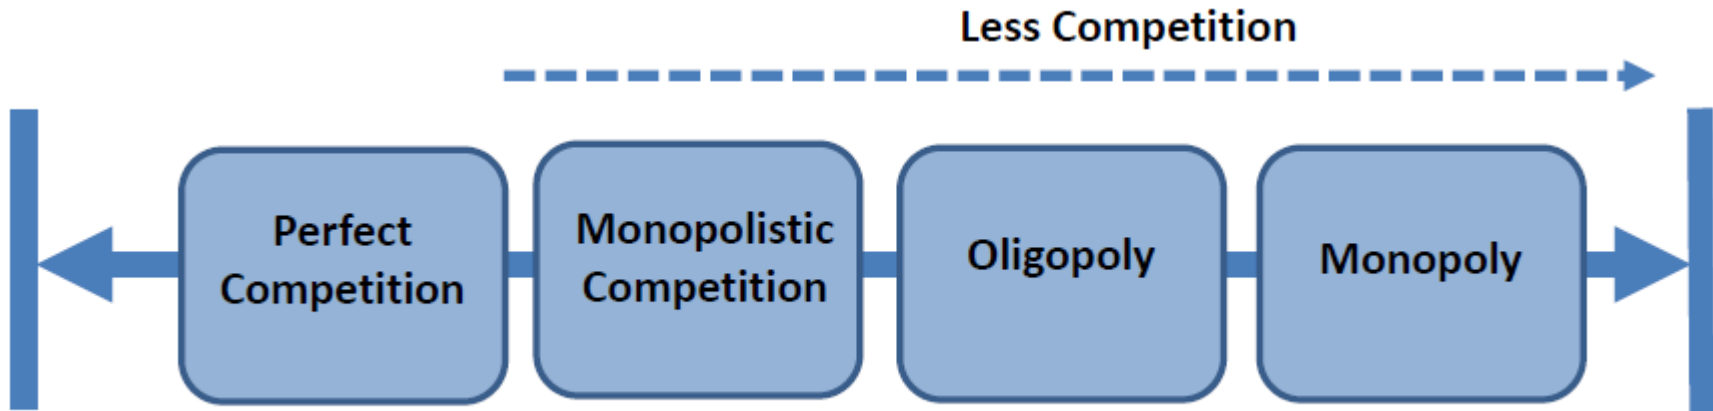 Less Competition
Perfect
Competition
Monopolistic
Competition
Oligopoly
Monopoly